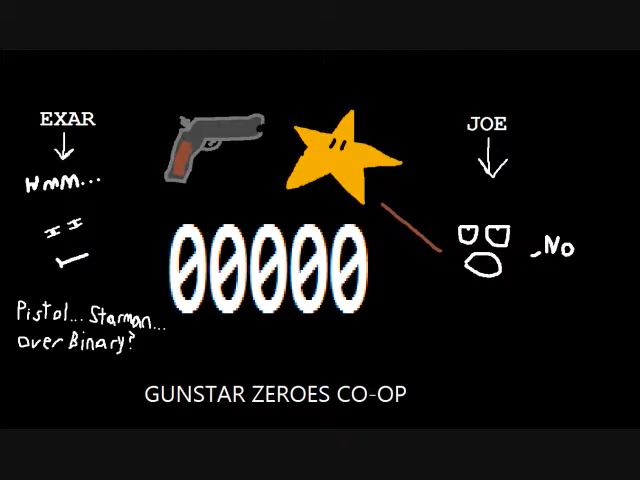 EXAR
JOE
Hmm...
No
00000
Pistol... Starman...
over Binary?
GUNSTAR ZEROES CO-OP